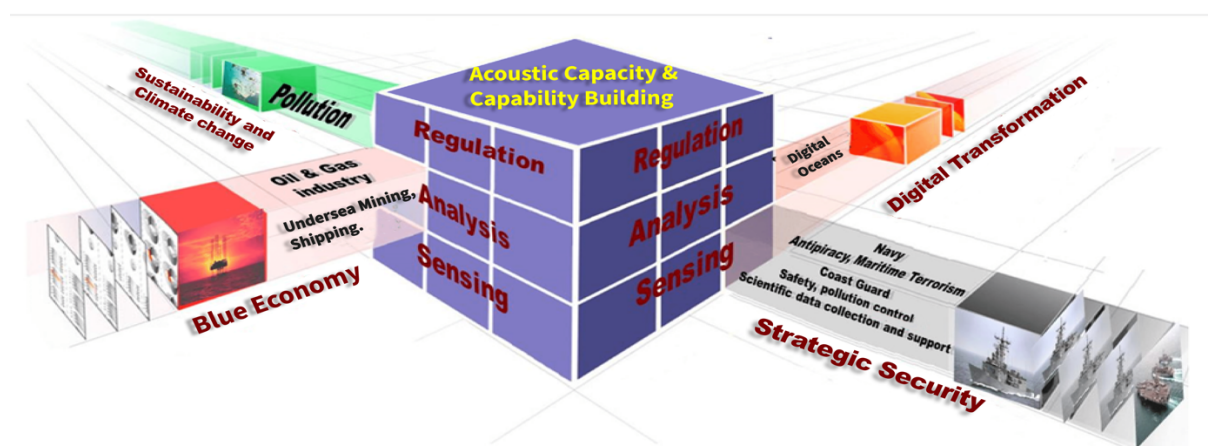 Acoustic Capacity &
Capability Building
Regulation
Analysis
Sensing
Regulation
Analysis
Sensing
Pollution
Sustainability and
Climate change
Oil & Gas
industry
Undersea Mining,
Shipping.
Blue Economy
Digital
Oceans
Digital Transformation
Navy
Antipiracy, Maritime Terrorism
Coast Guard
Safety, pollution control
Scientific data collection and support.
Strategic Security